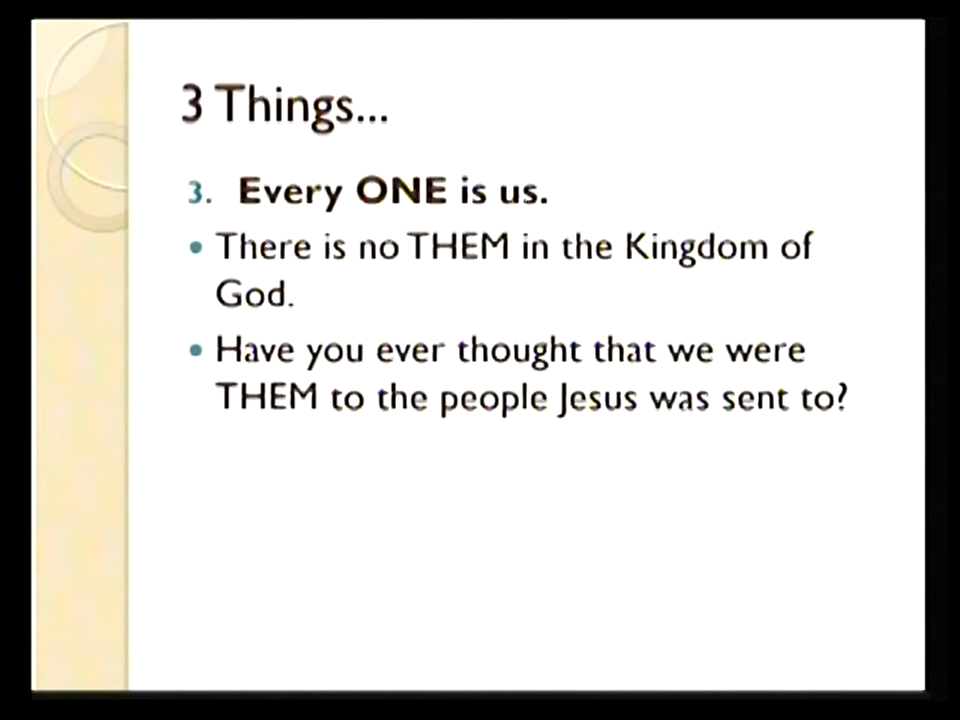 3 Things...
3. Every ONE is us.
• There is no THEM in the Kingdom of
God.
• Have you ever thought that we were
THEM to the people Jesus was sent to?